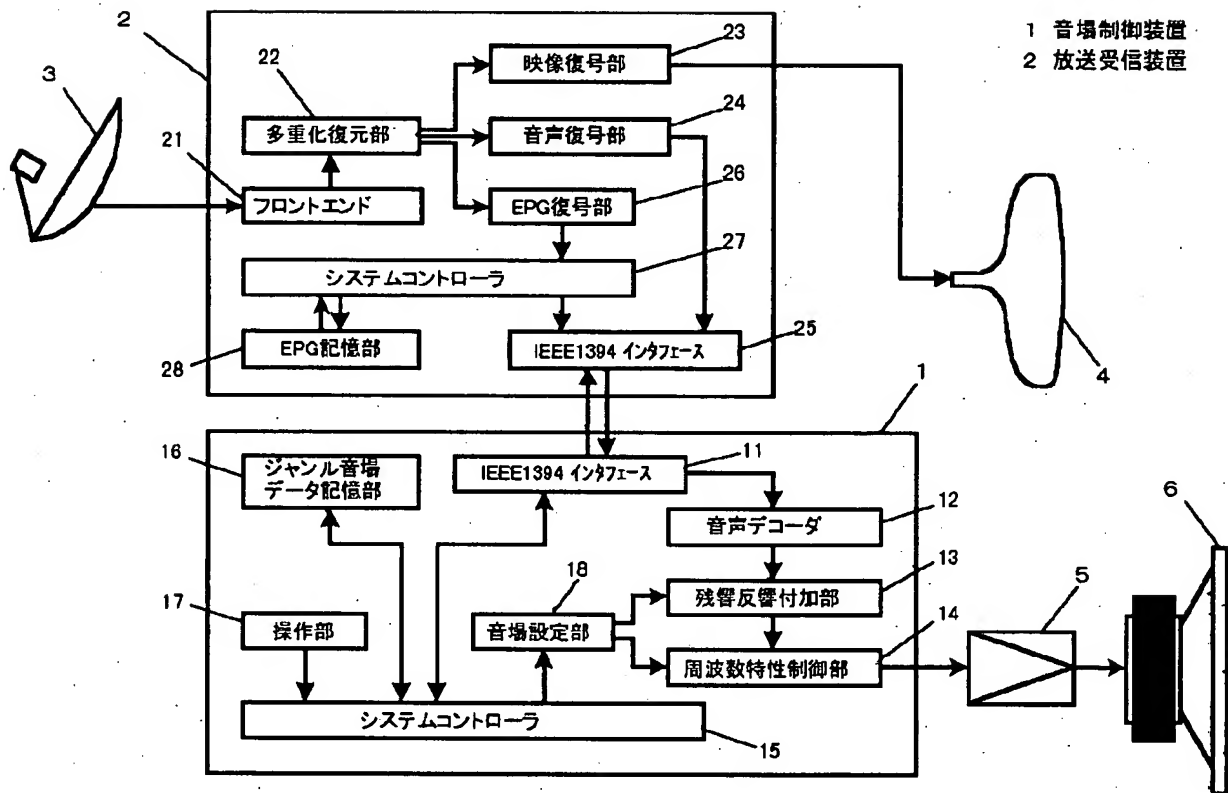 1 音場制御装置
2 放送受信装置
2
3
21
22
多重化復元部
フロントエンド
23
映像復号部
24
音声復号部
26
EPG復号部
27
システムコントローラ
28
EPG記憶部
25
IEEE1394 インタフェース
4
1
16
ジャンル音場
データ記憶部
11
IEEE1394 インタフェース
12
音声デコーダ
13
残響反響付加部
17
操作部
18
音場設定部
14
周波数特性制御部
15
システムコントローラ
5
6